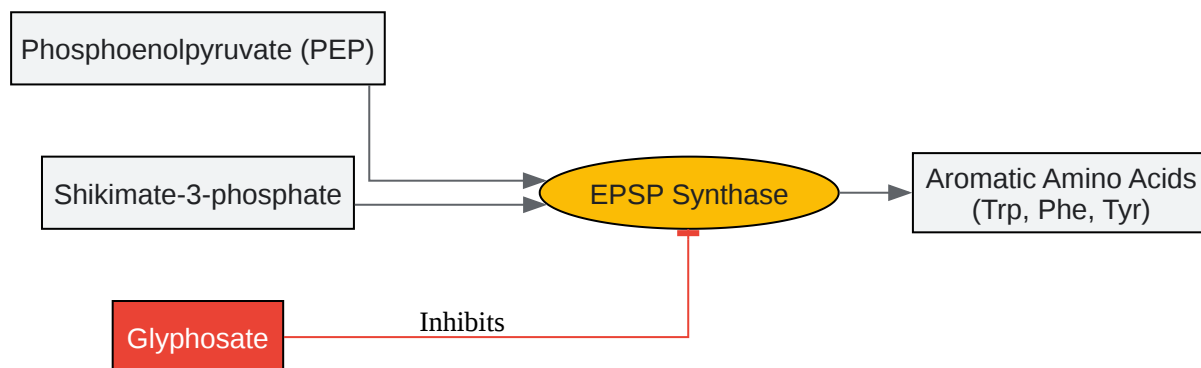 Phosphoenolpyruvate (PEP)
Shikimate-3-phosphate
EPSP Synthase
Aromatic Amino Acids
(Trp, Phe, Tyr)
Glyphosate
Inhibits